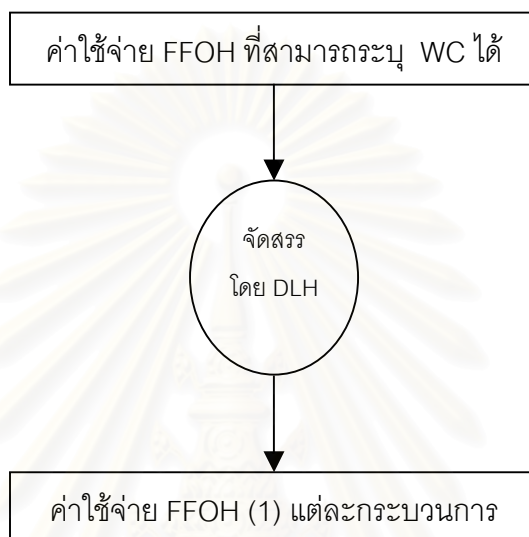 ค่าใช้จ่าย FFOH ที่สามารถระบุ WC ได้
จัดสรร
โดย DLH
ค่าใช้จ่าย FFOH (1) แต่ละกระบวนการ